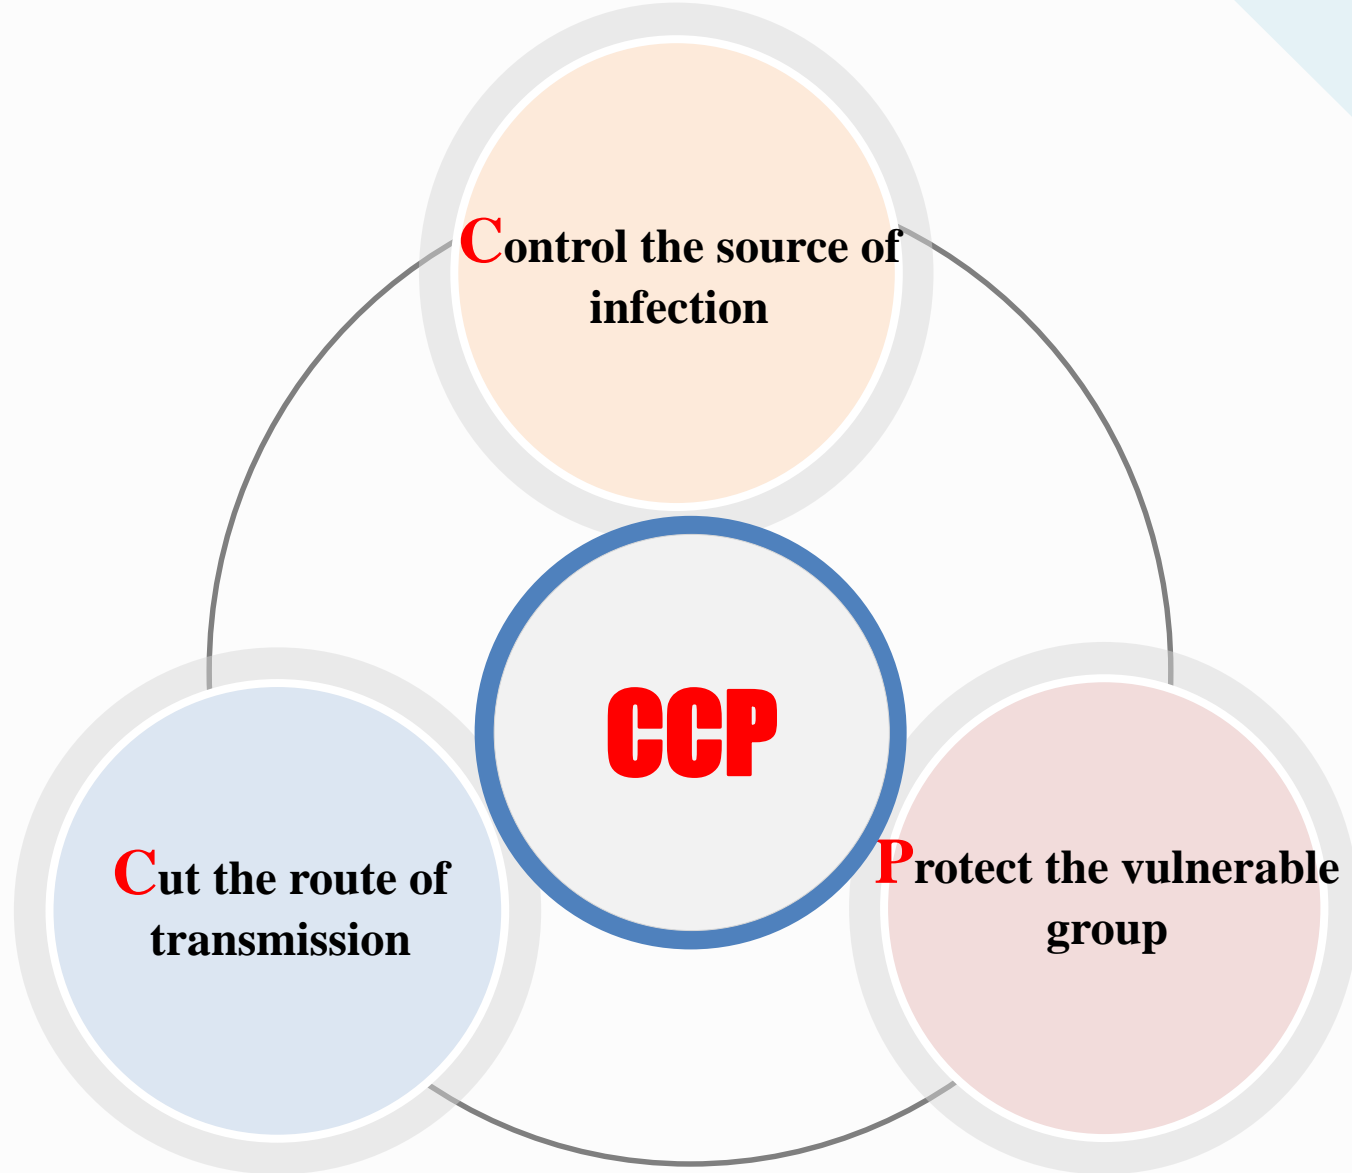 Control the source of
infection
CCP
Cut the route of
transmission
Protect the vulnerable
group